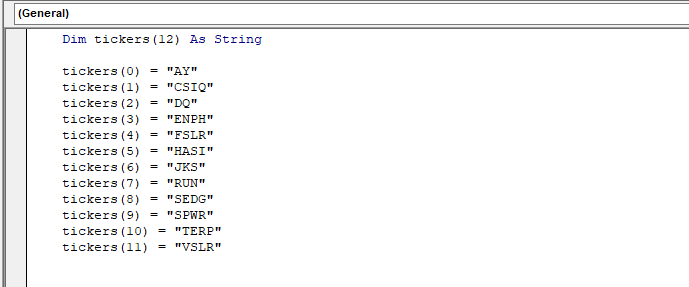 (General)
Dim tickers(12) As String
tickers(0) = "AY"
tickers(1) = "CSIQ"
tickers(2) = "DQ"
tickers(3) = "ENPH"
tickers(4) = "FSLR"
tickers(5) = "HASI"
tickers(6) = "JKS"
tickers(7) = "RUN"
tickers(8) = "SEDG"
tickers(9) = "SPWR"
tickers(10) = "TERP"
tickers(11) = "VSLR"